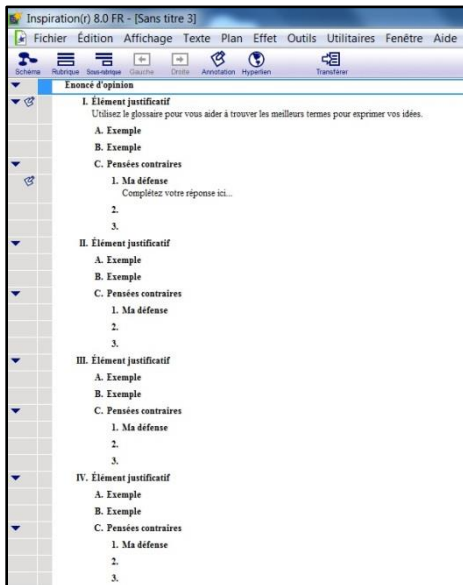 Inspiration(r) 8.0 FR - [Sans titre 3]
Fichier Édition Affichage Texte Plan Effet Outils Utilitaires Fenêtre Aide
Schéma Rubrique Sous-rubrique Gauche Droite Annotation Hyperlien Transférer
Énoncé d'opinion
I. Élément justificatif
Utilisez le glossaire pour vous aider à trouver les meilleurs termes pour exprimer vos idées.
A. Exemple
B. Exemple
C. Pensées contraires
1. Ma défense
Complétez votre réponse ici...
2.
3.
II. Élément justificatif
A. Exemple
B. Exemple
C. Pensées contraires
1. Ma défense
2.
3.
III. Élément justificatif
A. Exemple
B. Exemple
C. Pensées contraires
1. Ma défense
2.
3.
IV. Élément justificatif
A. Exemple
B. Exemple
C. Pensées contraires
1. Ma défense
2.
3.